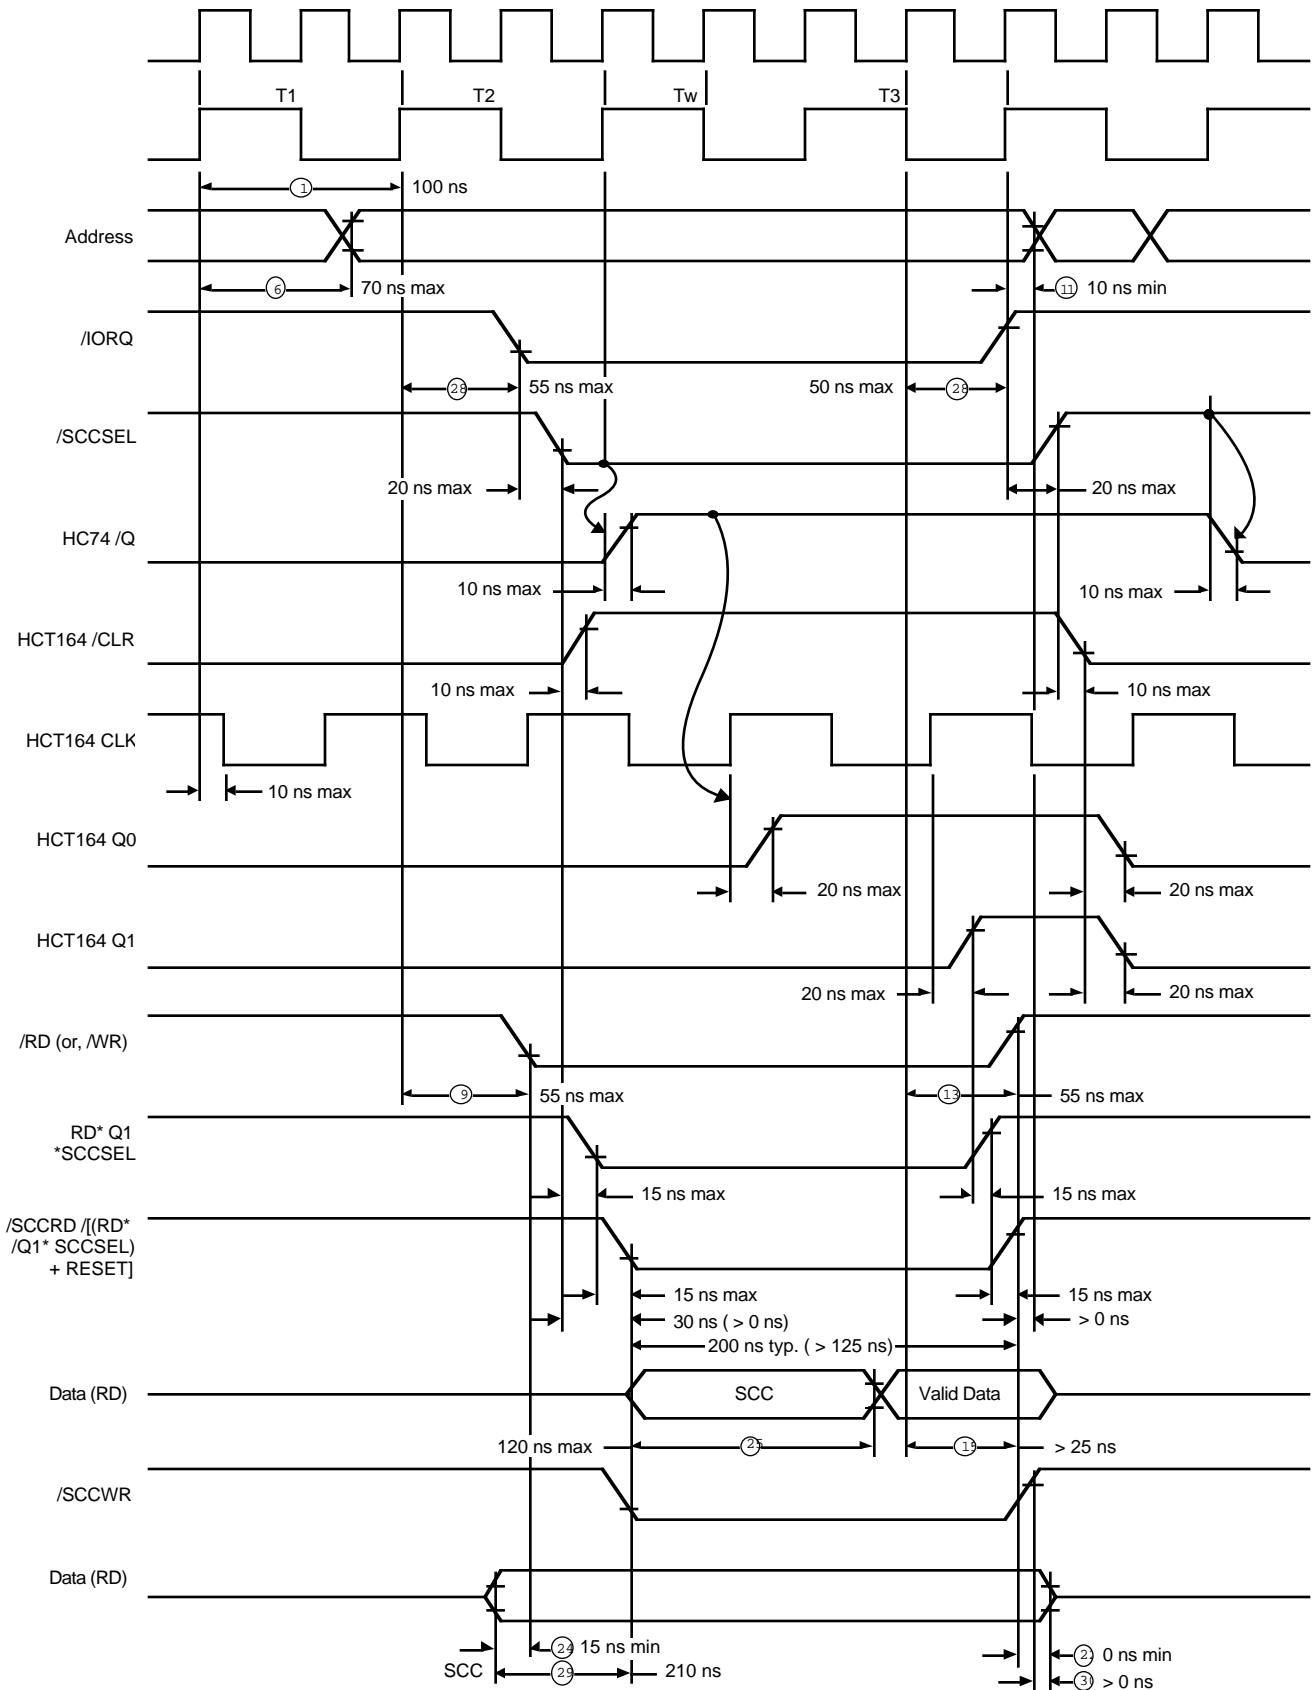 T1 T2 Tw T3
1 100 ns
Address
6 70 ns max 11 10 ns min
/IORQ
28 55 ns max 50 ns max 28
/SCCSEL
20 ns max 20 ns max
HC74 /Q
10 ns max 10 ns max
HCT164 /CLR
10 ns max 10 ns max
HCT164 CLK
10 ns max
HCT164 Q0
20 ns max 20 ns max
HCT164 Q1
20 ns max 20 ns max
/RD (or, /WR)
9 55 ns max 13 55 ns max
RD* Q1
*SCCSEL
15 ns max 15 ns max
/SCCRD /[(RD*
/Q1* SCCSEL)
+ RESET]
15 ns max 15 ns max
30 ns ( > 0 ns) > 0 ns
200 ns typ. ( > 125 ns)
Data (RD) SCC Valid Data
120 ns max 25 15 > 25 ns
/SCCWR
Data (RD)
24 15 ns min 0 ns min
SCC 29 210 ns > 0 ns